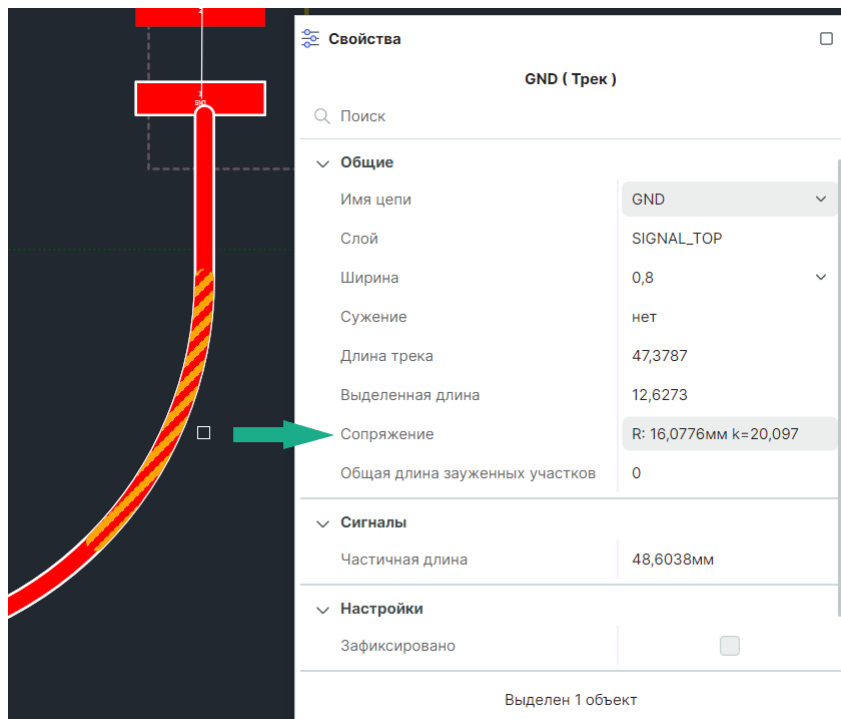 3
GND
Свойства
GND ( Трек )
Поиск
Общие
Имя цепи GND
Слой SIGNAL_TOP
Ширина 0,8
Сужение нет
Длина трека 47,3787
Выделенная длина 12,6273
Сопряжение R: 16,0776мм k=20,097
Общая длина зауженных участков 0
Сигналы
Частичная длина 48,6038мм
Настройки
Зафиксировано
Выделен 1 объект